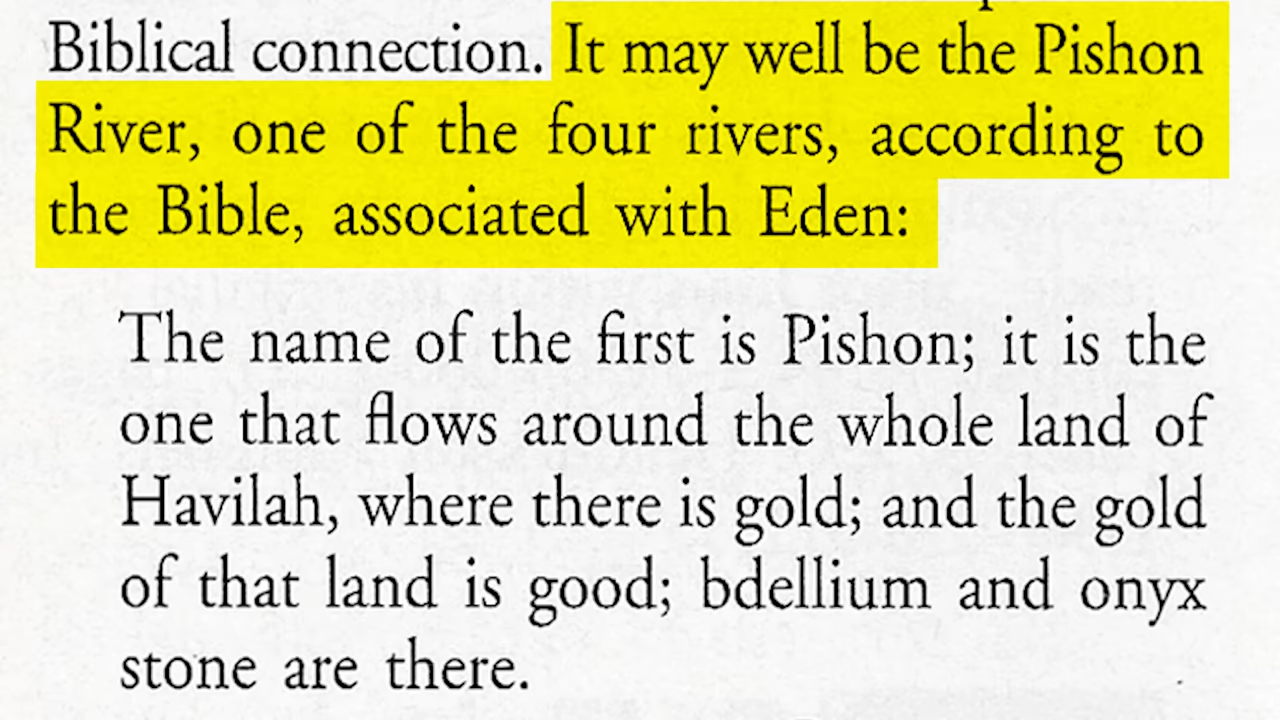 Biblical connection. It may well be the Pishon
River, one of the four rivers, according to
the Bible, associated with Eden:
The name of the first is Pishon; it is the
one that flows around the whole land of
Havilah, where there is gold; and the gold
of that land is good; bdellium and onyx
stone are there.